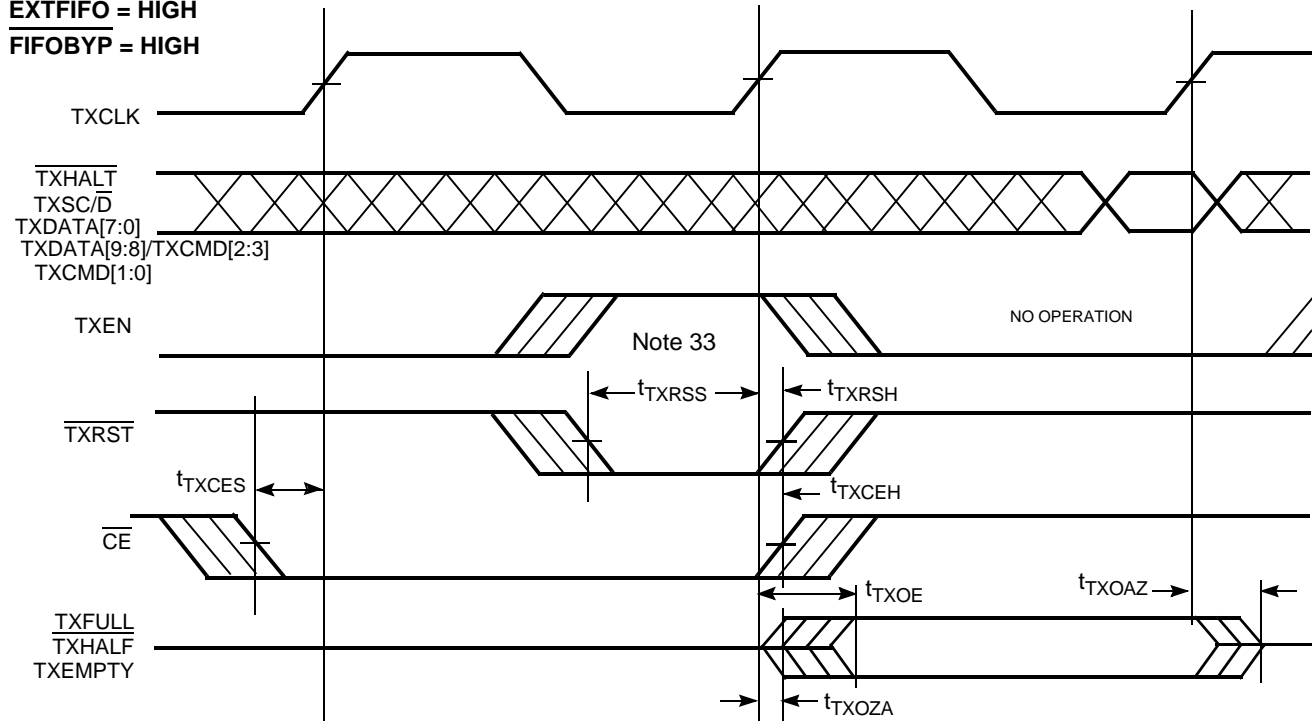 EXTFIFO = HIGH
FIFOBYP = HIGH
TXCLK
TXHALT
TXSC/D
TXDATA[7:0]
TXDATA[9:8]/TXCMD[2:3]
TXCMD[1:0]
TXEN
NO OPERATION
Note 33
tTXRSS
tTXRSH
TXRST
tTXCES
tTXCEH
CE
tTXOE
tTXOAZ
TXFULL
TXHALF
TXEMPTY
tTXOZA